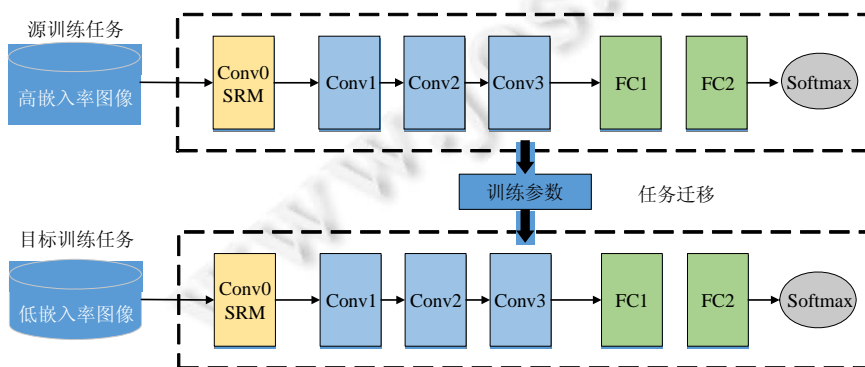 源训练任务
高嵌入率图像
Conv0
SRM
Conv1
Conv2
Conv3
FC1
FC2
Softmax
训练参数
任务迁移
目标训练任务
低嵌入率图像
Conv0
SRM
Conv1
Conv2
Conv3
FC1
FC2
Softmax